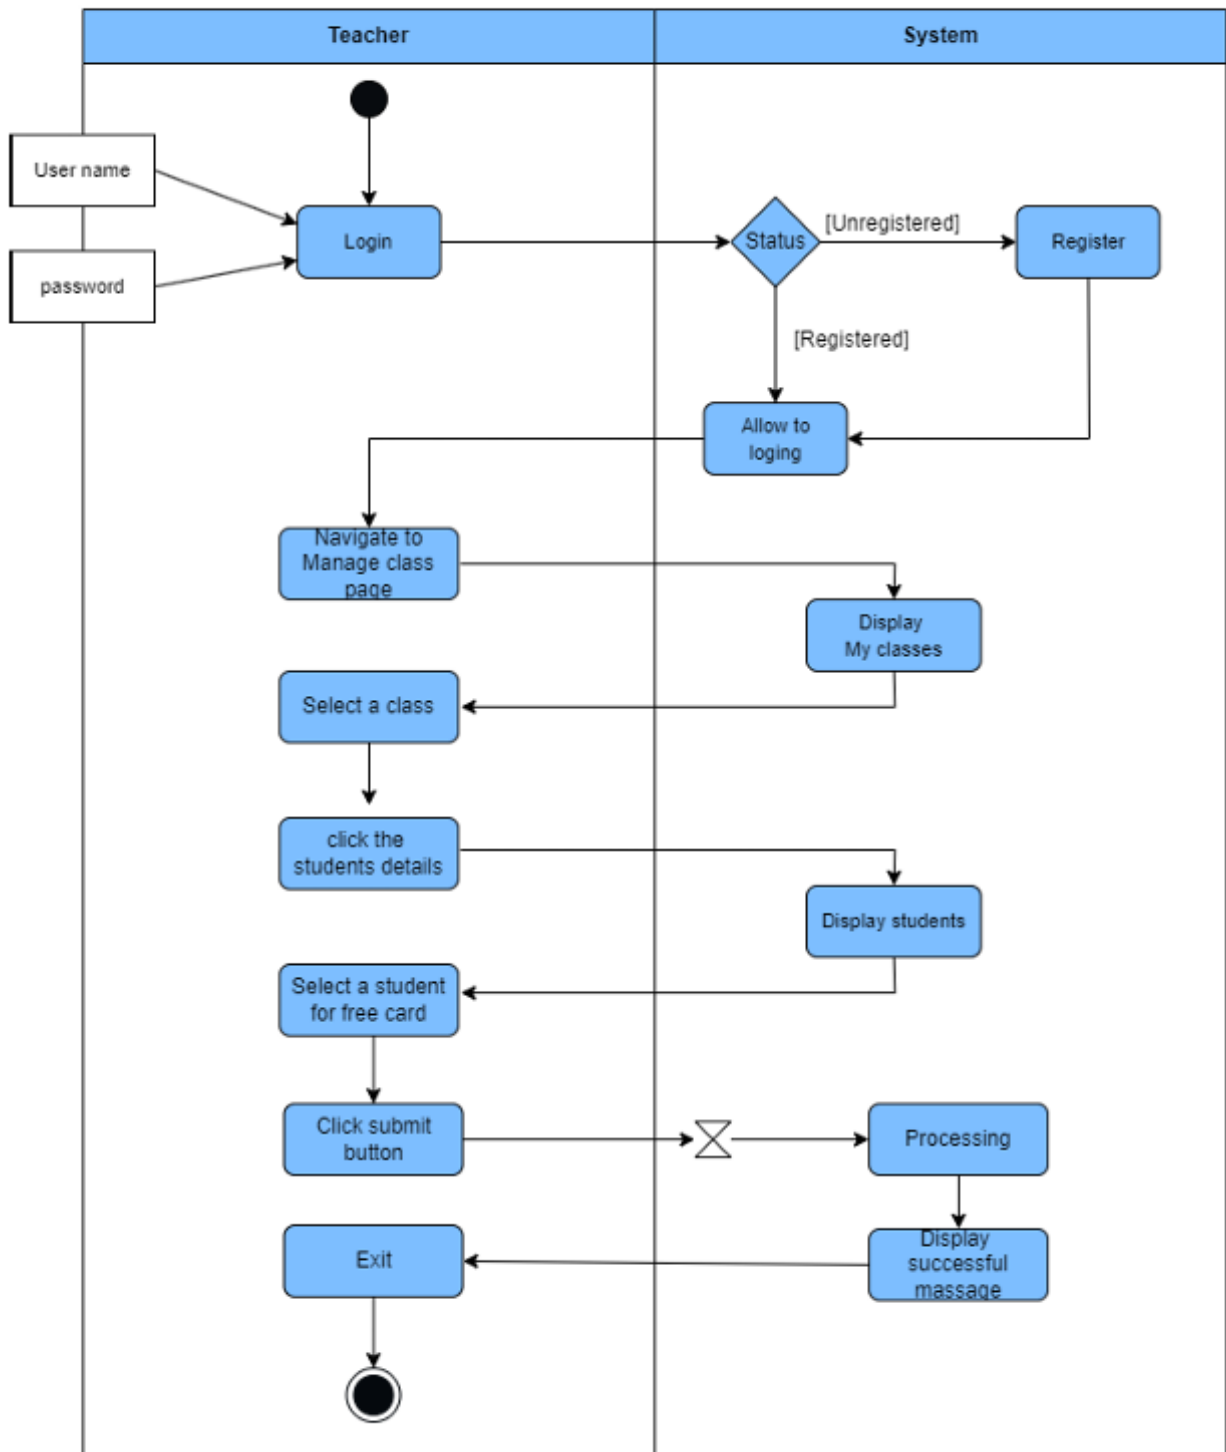 Teacher
System
User name
Login
Status
[Unregistered]
Register
password
[Registered]
Allow to
loging
Navigate to
Manage class
page
Display
My classes
Select a class
click the
students details
Display students
Select a student
for free card
Click submit
button
Processing
Exit
Display
successful
massage